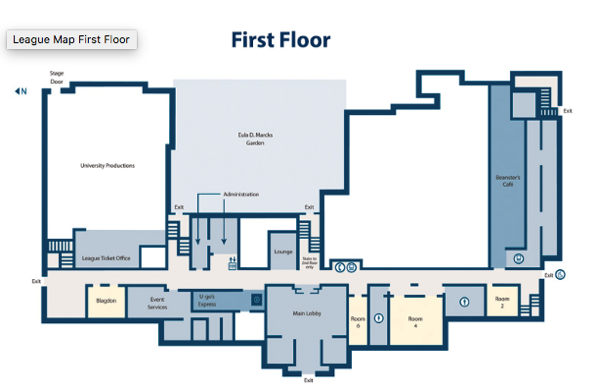 First Floor
League Map First Floor
Stage
Door
N
Exit
Eula D. Marcks
Garden
University Productions
Beanster's
Café
Administration
Exit
Exit
League Ticket Office
Lounge
Stairs to
2nd floor
only
Exit
Exit
Blagdon
Event
Services
U-go's
Express
Main Lobby
Room
6
Room
4
Room
2
Exit